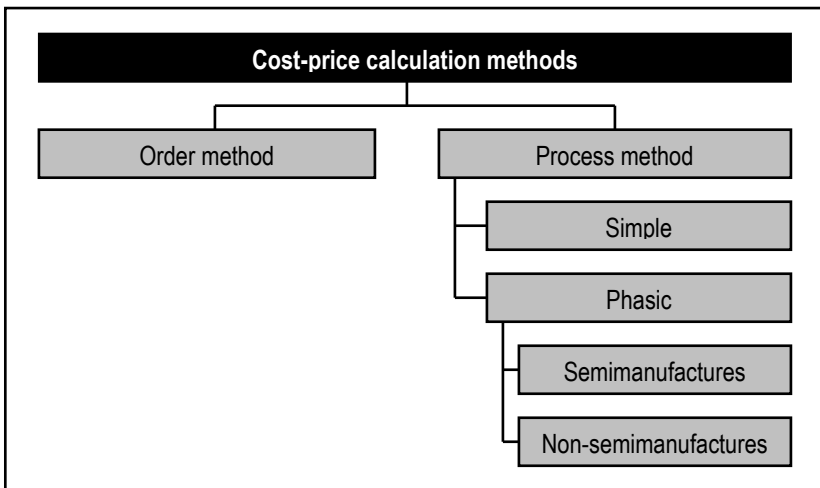 Cost-price calculation methods
Order method
Process method
Simple
Phasic
Semimanufactures
Non-semimanufactures